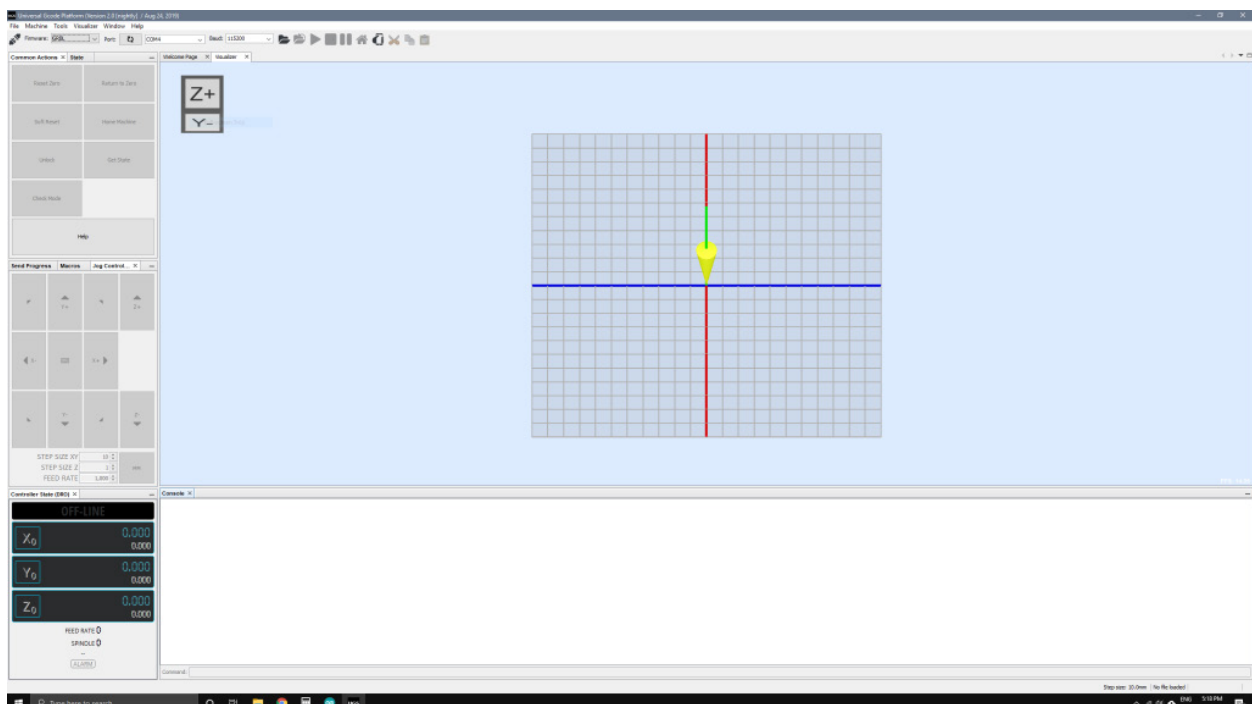 Universal Gcode Platform (Version 2.0 [nightly] / Aug 24, 2019)
File Machine Tools Visualizer Window Help
Firmware: GRBL Port: COM4 Baud: 115200
Common Actions State
Welcome Page Visualizer
Reset Zero Return to Zero
Soft Reset Home Machine
Unlock Get State
Check Mode
Help
Z+
Y-
Send Progress Macros Jog Control...
Y+ Z+
X- X+
Y- Z-
STEP SIZE XY 10
STEP SIZE Z 1
FEED RATE 1,000
Controller State (DRO)
OFF-LINE
X0 0.000
0.000
Y0 0.000
0.000
Z0 0.000
0.000
FEED RATE 0
SPINDLE 0
--
ALARM
Console
Command:
Step size: 10.0mm No file loaded
Type here to search
ENG 5:18 PM